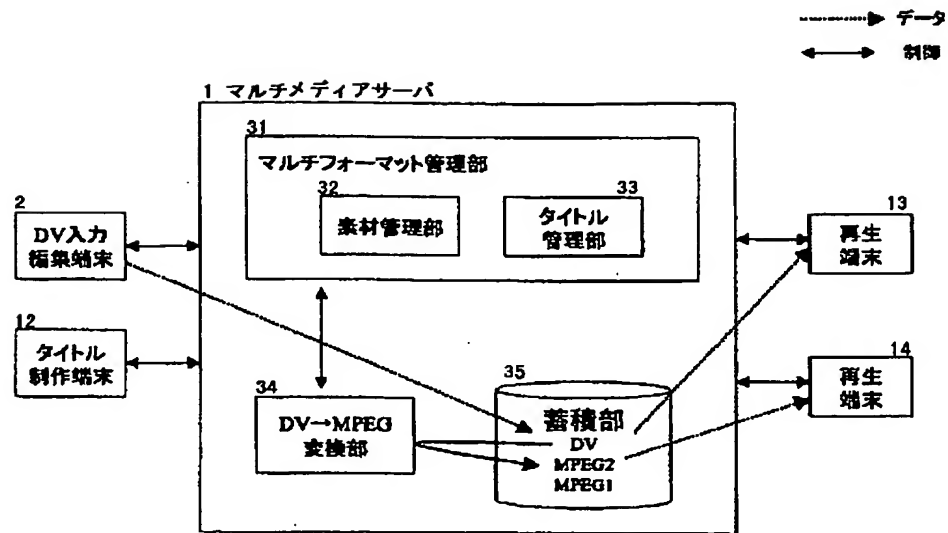 データ
制御
1 マルチメディアサーバ
31
マルチフォーマット管理部
32
素材管理部
33
タイトル
管理部
2
DV入力
編集端末
12
タイトル
制作端末
13
再生
端末
14
再生
端末
34
DV→MPEG
変換部
35
蓄積部
DV
MPEG2
MPEG1